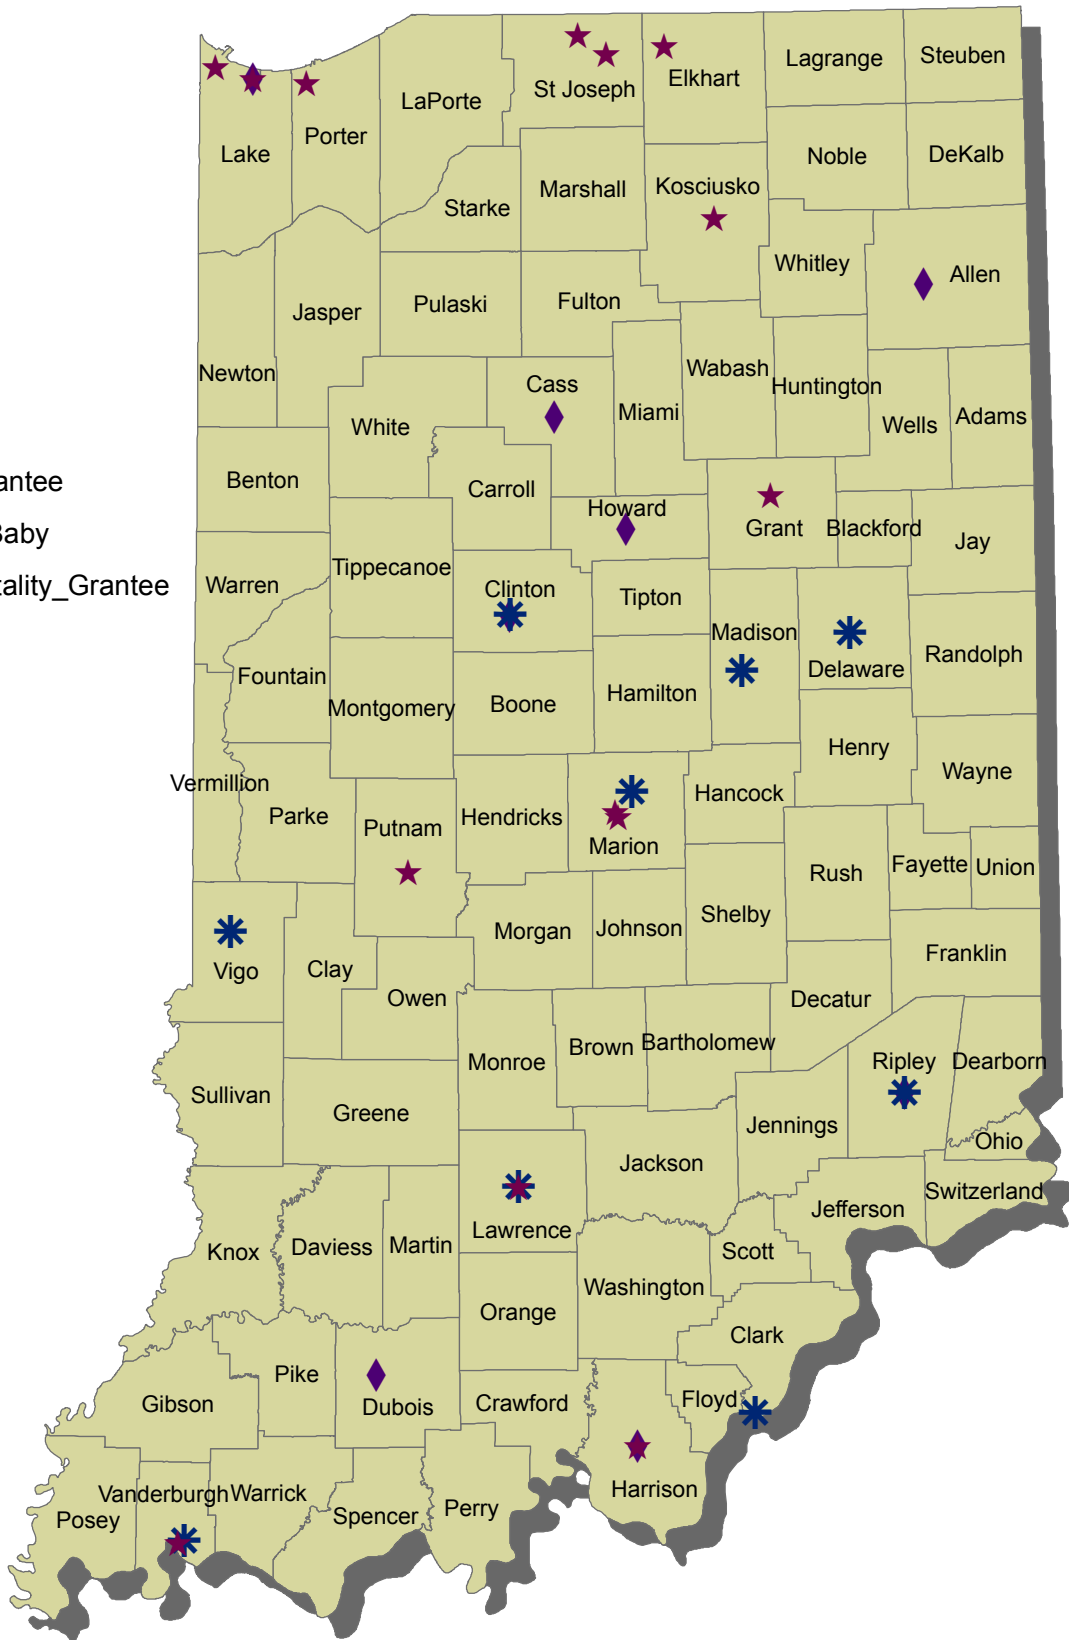 Lagrange
Steuben
Elkhart
St Joseph
LaPorte
Porter
Lake
Noble
DeKalb
Marshall
Kosciusko
Starke
Whitley
Allen
Pulaski
Fulton
Jasper
Newton
Wabash
Huntington
Cass
Miami
Wells
Adams
White
Benton
Carroll
antee
Howard
Grant
Blackford
Jay
Baby
Tippecanoe
Warren
Clinton
Tipton
tality_Grantee
Madison
Delaware
Randolph
Fountain
Hamilton
Montgomery
Boone
Henry
Wayne
Vermillion
Hancock
Parke
Putnam
Hendricks
Marion
Rush
Fayette
Union
Shelby
Morgan
Johnson
Franklin
Vigo
Clay
Owen
Decatur
Monroe
Brown
Bartholomew
Ripley
Dearborn
Sullivan
Greene
Jennings
Ohio
Jackson
Switzerland
Jefferson
Lawrence
Knox
Daviess
Martin
Scott
Washington
Orange
Clark
Pike
Gibson
Dubois
Crawford
Floyd
Harrison
Vanderburgh
Warrick
Posey
Spencer
Perry